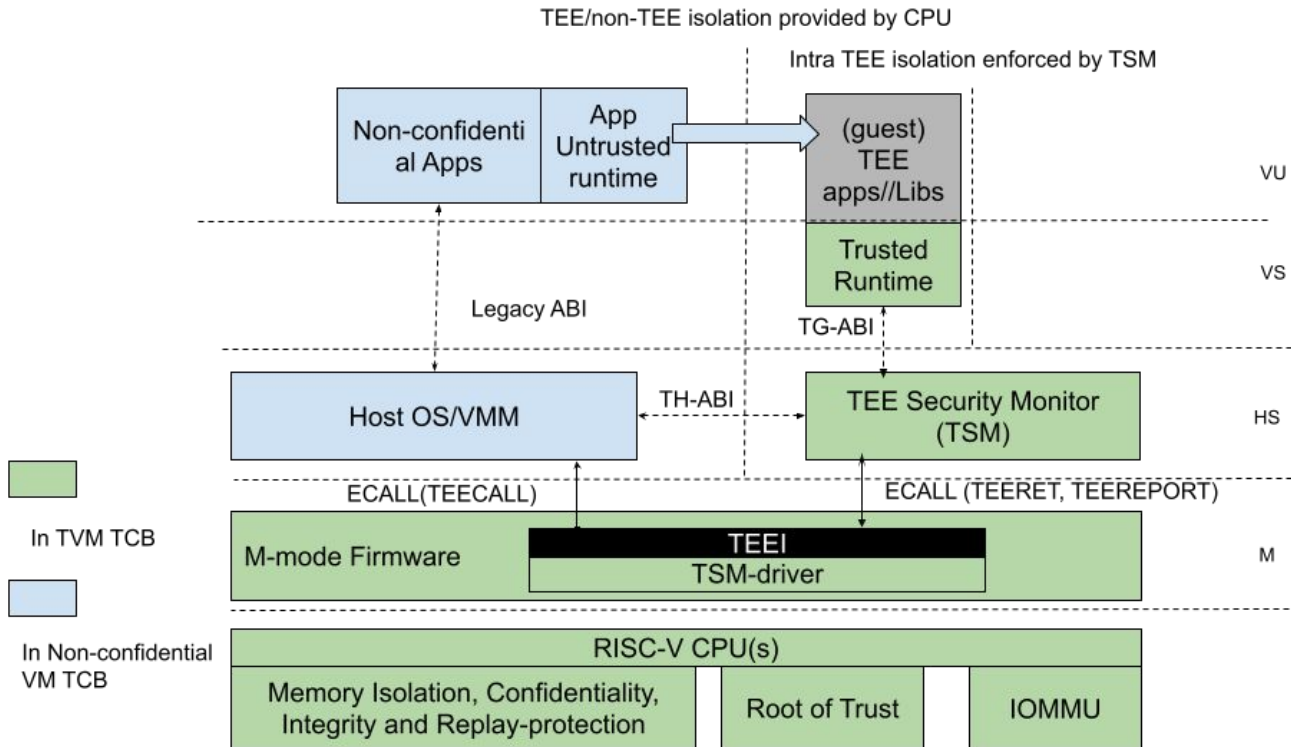 TEE/non-TEE isolation provided by CPU
Intra TEE isolation enforced by TSM
Non-confidenti
al Apps
App
Untrusted
runtime
(guest)
TEE
apps//Libs
VU
Trusted
Runtime
VS
Legacy ABI
TG-ABI
Host OS/VMM
TH-ABI
TEE Security Monitor
(TSM)
HS
ECALL(TEECALL)
ECALL (TEERET, TEEREPORT)
In TVM TCB
M-mode Firmware
TEEI
TSM-driver
M
In Non-confidential
VM TCB
RISC-V CPU(s)
Memory Isolation, Confidentiality,
Integrity and Replay-protection
Root of Trust
IOMMU